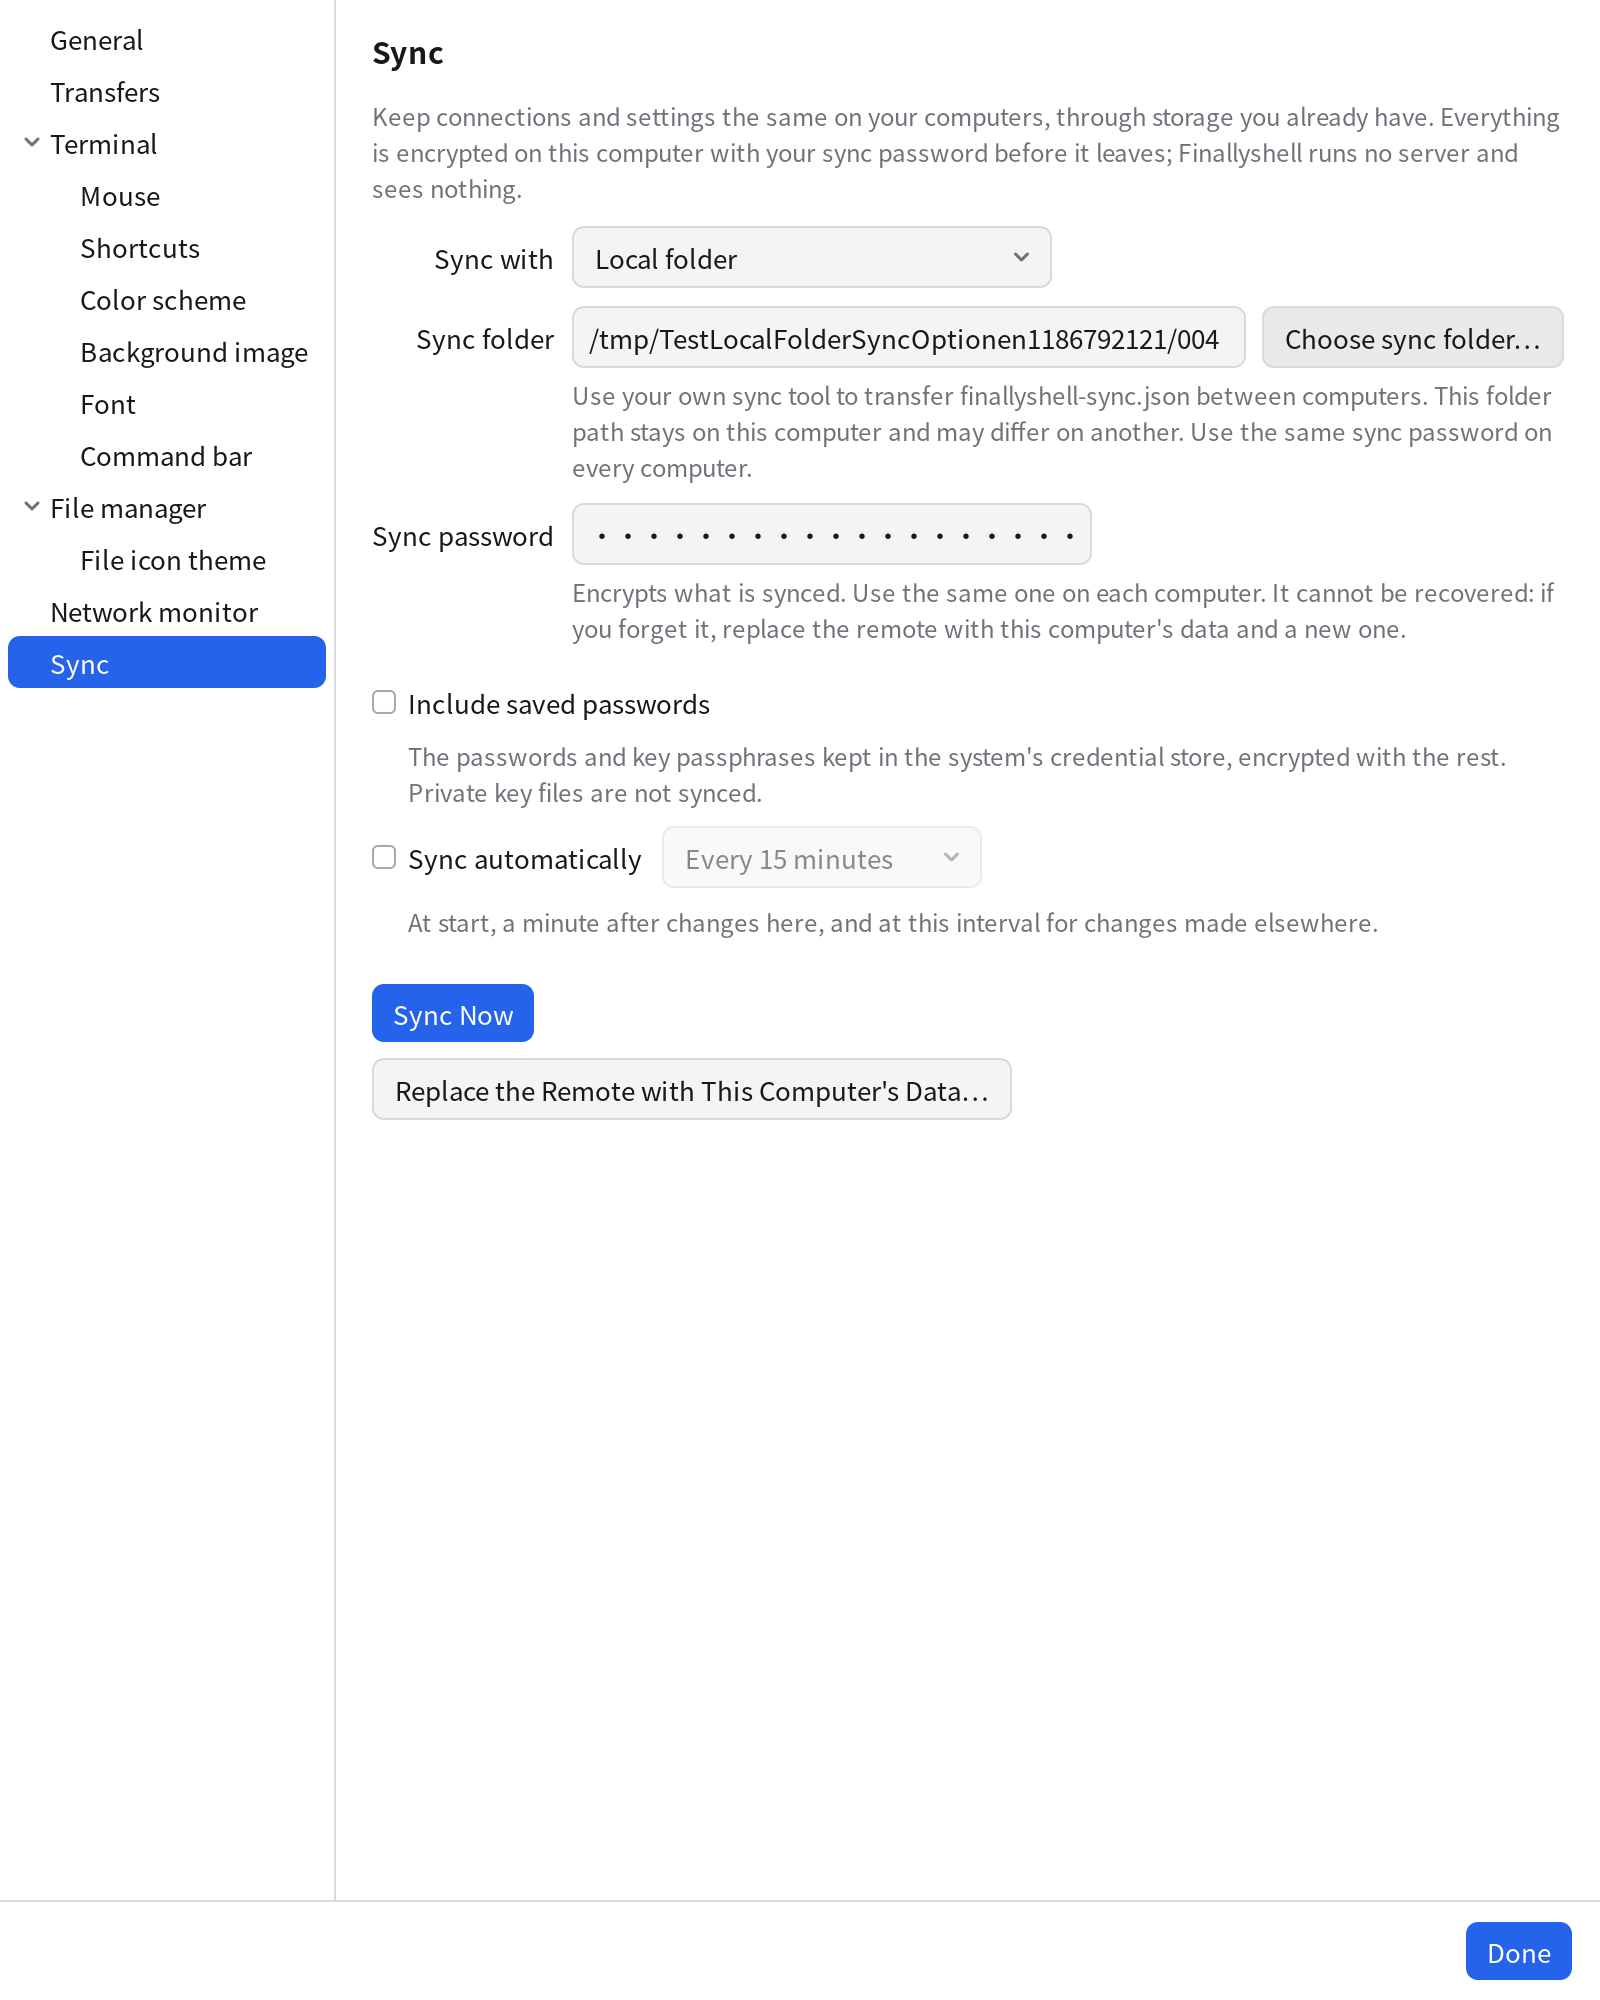 General
Transfers
Terminal
Mouse
Shortcuts
Color scheme
Background image
Font
Command bar
File manager
File icon theme
Network monitor
Sync
Sync
Keep connections and settings the same on your computers, through storage you already have. Everything
is encrypted on this computer with your sync password before it leaves; Finallyshell runs no server and
sees nothing.
Sync with Local folder
Sync folder /tmp/TestLocalFolderSyncOptionen1186792121/004 Choose sync folder…
Use your own sync tool to transfer finallyshell-sync.json between computers. This folder
path stays on this computer and may differ on another. Use the same sync password on
every computer.
Sync password • • • • • • • • • • • • • • • • • • •
Encrypts what is synced. Use the same one on each computer. It cannot be recovered: if
you forget it, replace the remote with this computer's data and a new one.
Include saved passwords
The passwords and key passphrases kept in the system's credential store, encrypted with the rest.
Private key files are not synced.
Sync automatically Every 15 minutes
At start, a minute after changes here, and at this interval for changes made elsewhere.
Sync Now
Replace the Remote with This Computer's Data…
Done